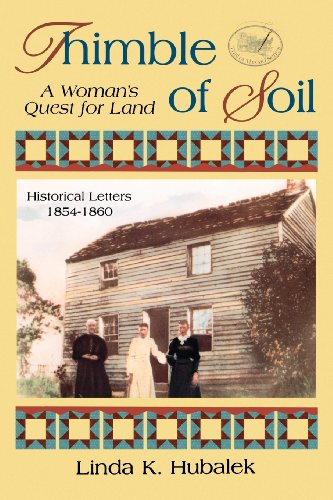 Thimble
of Soil
A Woman's
Quest for Land
Historical Letters
1854-1860
Linda K. Hubalek